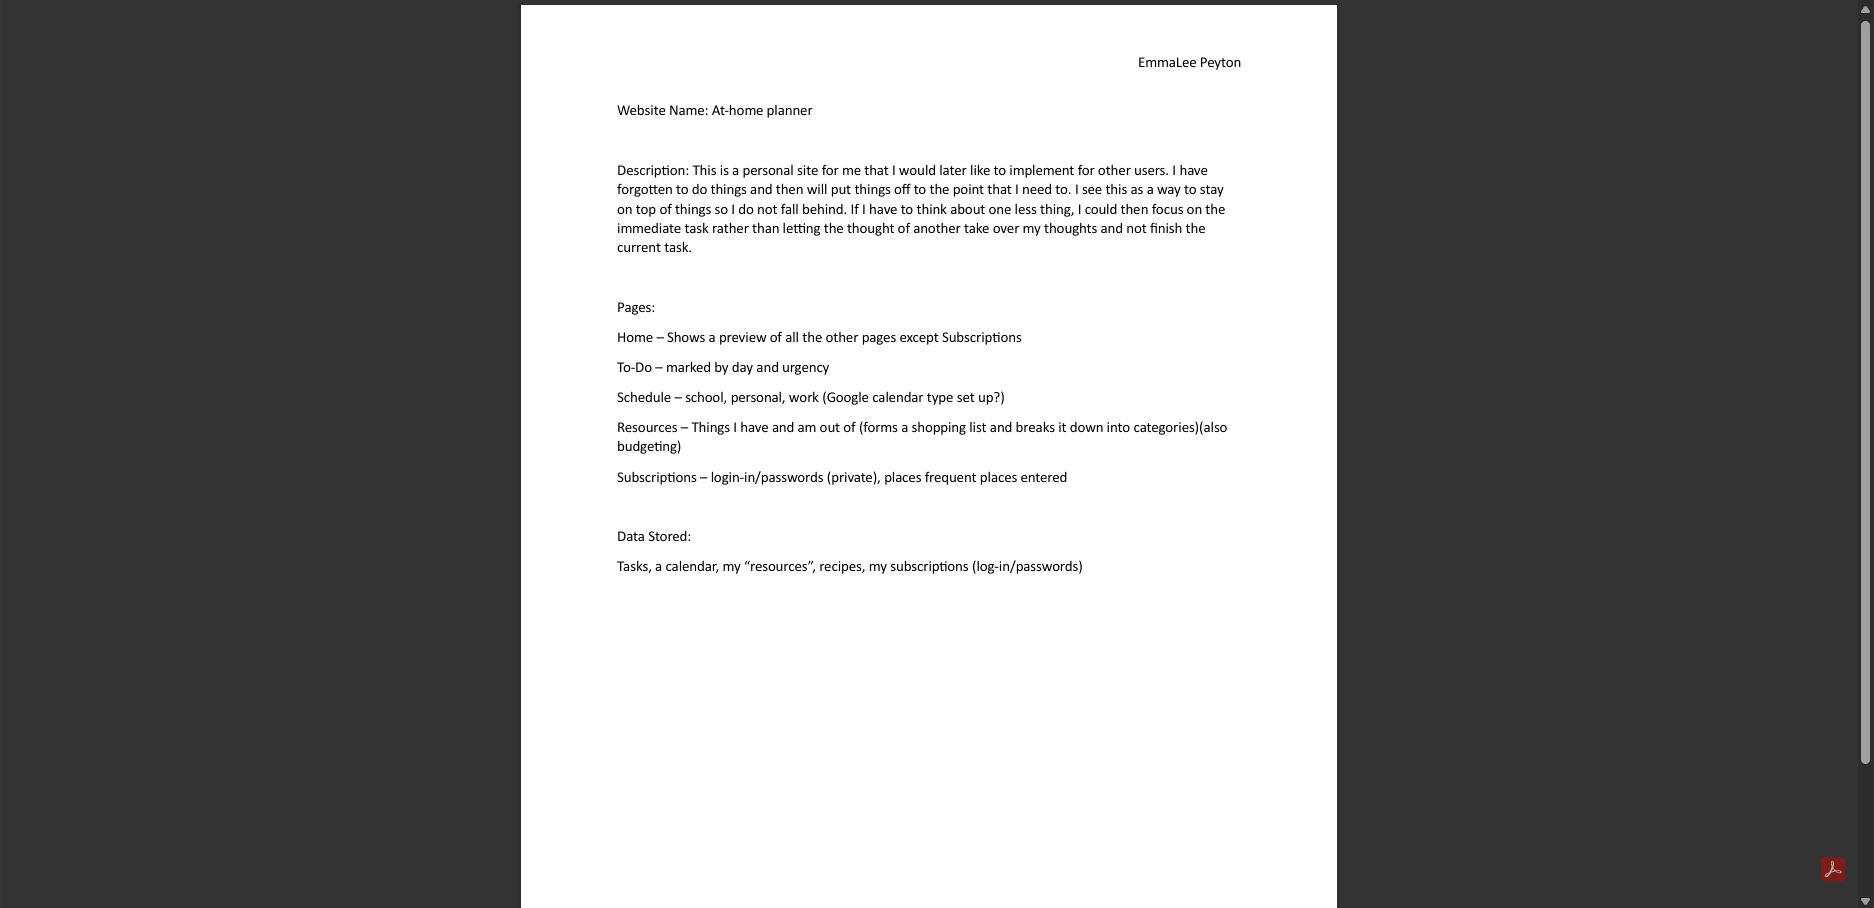 EmmaLee Peyton
Website Name: At-home planner
Description: This is a personal site for me that I would later like to implement for other users. I have
forgotten to do things and then will put things off to the point that I need to. I see this as a way to stay
on top of things so I do not fall behind. If I have to think about one less thing, I could then focus on the
immediate task rather than letting the thought of another take over my thoughts and not finish the
current task.
Pages:
Home – Shows a preview of all the other pages except Subscriptions
To-Do – marked by day and urgency
Schedule – school, personal, work (Google calendar type set up?)
Resources – Things I have and am out of (forms a shopping list and breaks it down into categories)(also
budgeting)
Subscriptions – login-in/passwords (private), places frequent places entered
Data Stored:
Tasks, a calendar, my “resources”, recipes, my subscriptions (log-in/passwords)